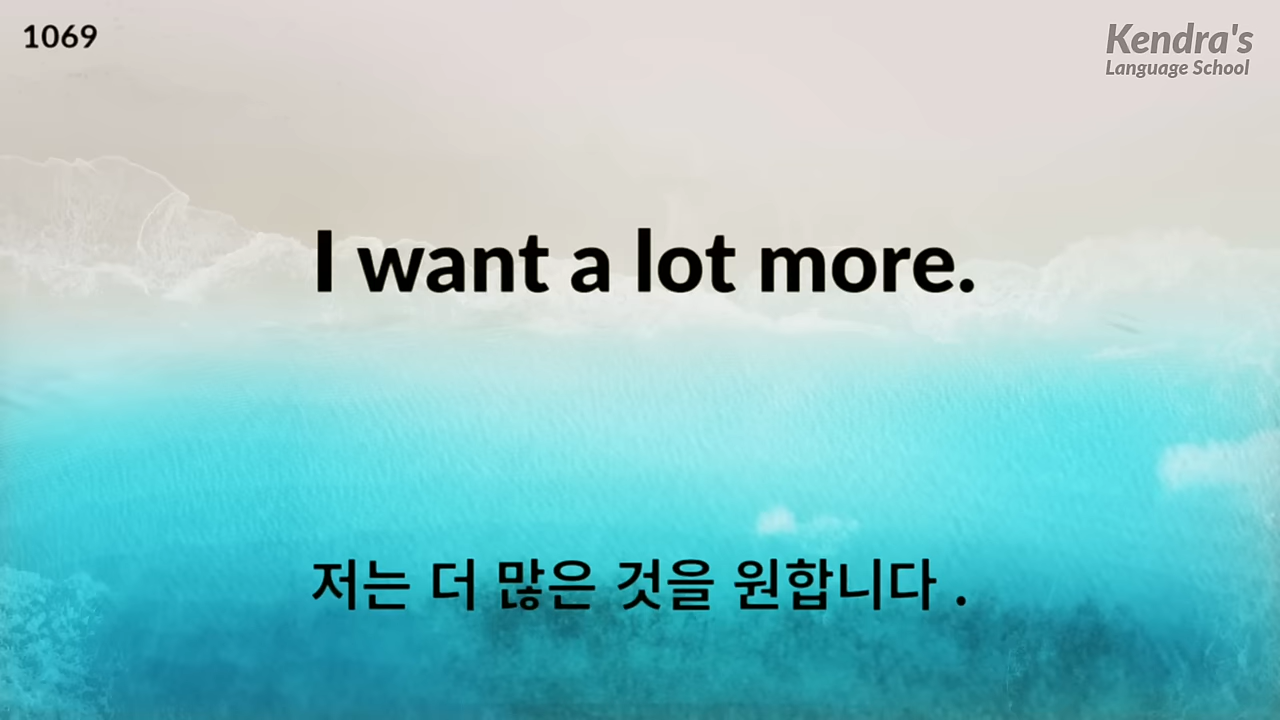 1069
Kendra's
Language School
I want a lot more.
저는 더 많은 것을 원합니다 .